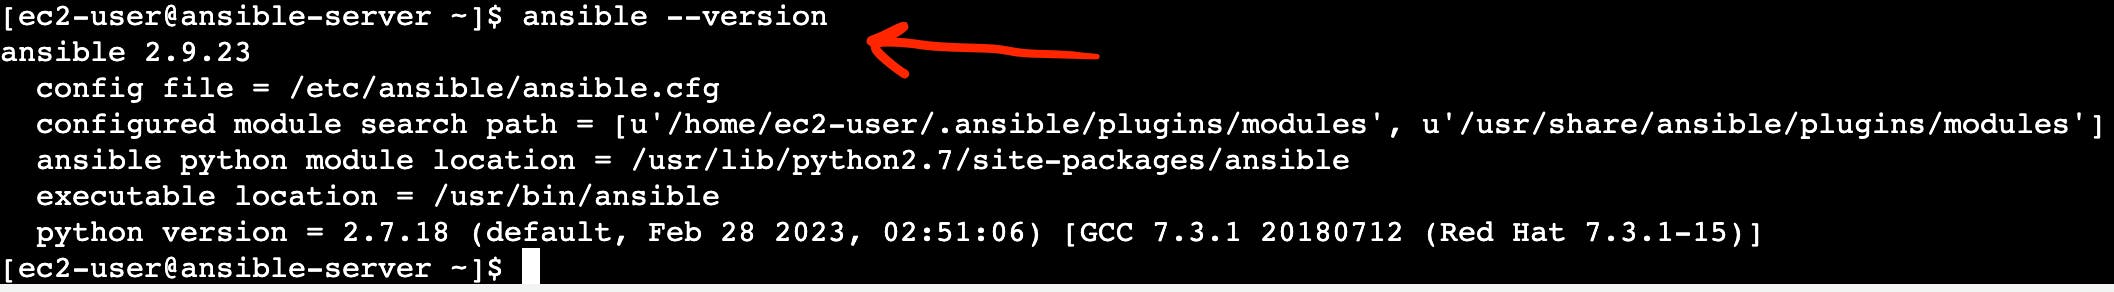 [ec2-user@ansible-server ~]$ ansible --version
ansible 2.9.23
  config file = /etc/ansible/ansible.cfg
  configured module search path = [u'/home/ec2-user/.ansible/plugins/modules', u'/usr/share/ansible/plugins/modules']
  ansible python module location = /usr/lib/python2.7/site-packages/ansible
  executable location = /usr/bin/ansible
  python version = 2.7.18 (default, Feb 28 2023, 02:51:06) [GCC 7.3.1 20180712 (Red Hat 7.3.1-15)]
[ec2-user@ansible-server ~]$